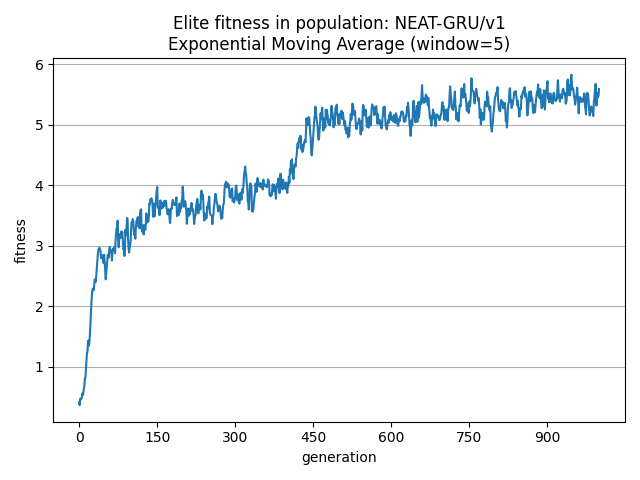 Elite fitness in population: NEAT-GRU/v1
Exponential Moving Average (window=5)
6
5
4
3
2
1
fitness
0 150 300 450 600 750 900
generation